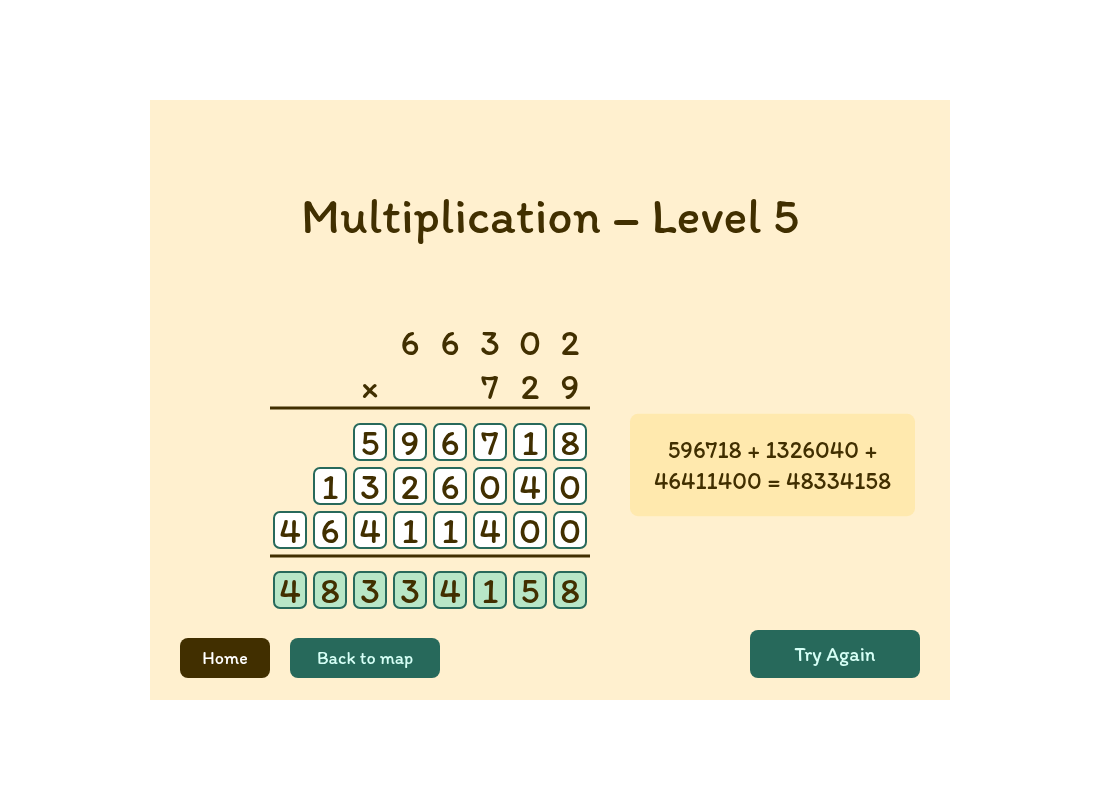 Multiplication – Level 5
6 6 3 0 2
× 7 2 9
5 9 6 7 1 8
1 3 2 6 0 4 0
4 6 4 1 1 4 0 0
4 8 3 3 4 1 5 8
596718 + 1326040 +
46411400 = 48334158
Home
Back to map
Try Again